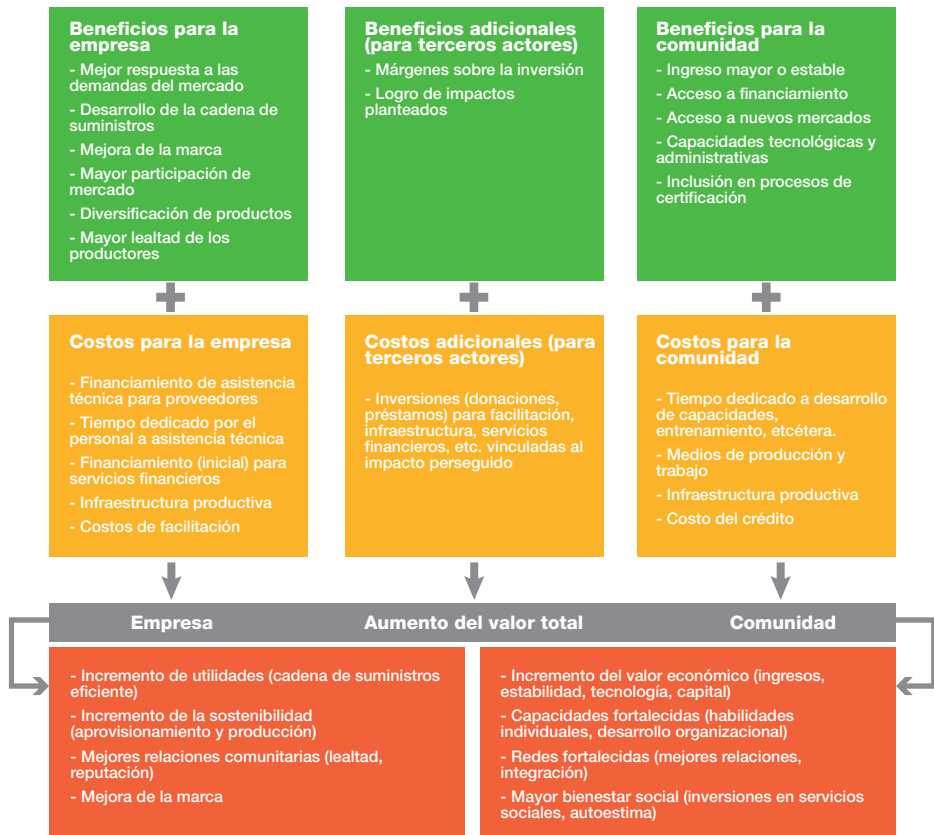 Beneficios para la
empresa
- Mejor respuesta a las
demandas del mercado
- Desarrollo de la cadena de
suministros
- Mejora de la marca
- Mayor participación de
mercado
- Diversificación de productos
- Mayor lealtad de los
productores
Beneficios adicionales
(para terceros actores)
- Márgenes sobre la inversión
- Logro de impactos
planteados
Beneficios para la
comunidad
- Ingreso mayor o estable
- Acceso a financiamiento
- Acceso a nuevos mercados
- Capacidades tecnológicas y
administrativas
- Inclusión en procesos de
certificación
Costos para la empresa
- Financiamiento de asistencia
técnica para proveedores
- Tiempo dedicado por el
personal a asistencia técnica
- Financiamiento (inicial) para
servicios financieros
- Infraestructura productiva
- Costos de facilitación
Costos adicionales (para
terceros actores)
- Inversiones (donaciones,
préstamos) para facilitación,
infraestructura, servicios
financieros, etc. vinculadas al
impacto perseguido
Costos para la
comunidad
- Tiempo dedicado a desarrollo
de capacidades,
entrenamiento, etcétera.
- Medios de producción y
trabajo
- Infraestructura productiva
- Costo del crédito
Empresa
Aumento del valor total
Comunidad
- Incremento de utilidades (cadena de suministros
eficiente)
- Incremento de la sostenibilidad
(aprovisionamiento y producción)
- Mejores relaciones comunitarias (lealtad,
reputación)
- Mejora de la marca
- Incremento del valor económico (ingresos,
estabilidad, tecnología, capital)
- Capacidades fortalecidas (habilidades
individuales, desarrollo organizacional)
- Redes fortalecidas (mejores relaciones,
integración)
- Mayor bienestar social (inversiones en servicios
sociales, autoestima)